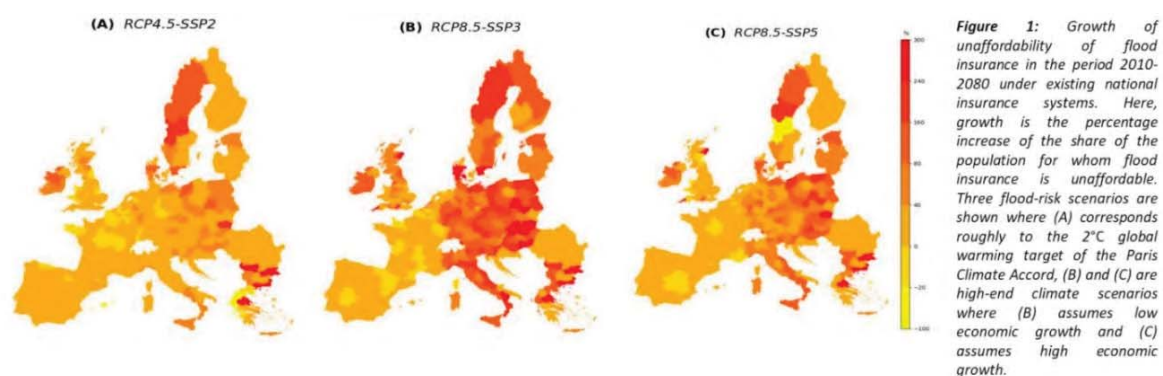 (A) RCP4.5-SSP2
(B) RCP8.5-SSP3
(C) RCP8.5-SSP5
%
300
240
160
80
40
0
-20
-100
Figure 1: Growth of
unaffordability of flood
insurance in the period 2010-
2080 under existing national
insurance systems. Here,
growth is the percentage
increase of the share of the
population for whom flood
insurance is unaffordable.
Three flood-risk scenarios are
shown where (A) corresponds
roughly to the 2°C global
warming target of the Paris
Climate Accord, (B) and (C) are
high-end climate scenarios
where (B) assumes low
economic growth and (C)
assumes high economic
growth.